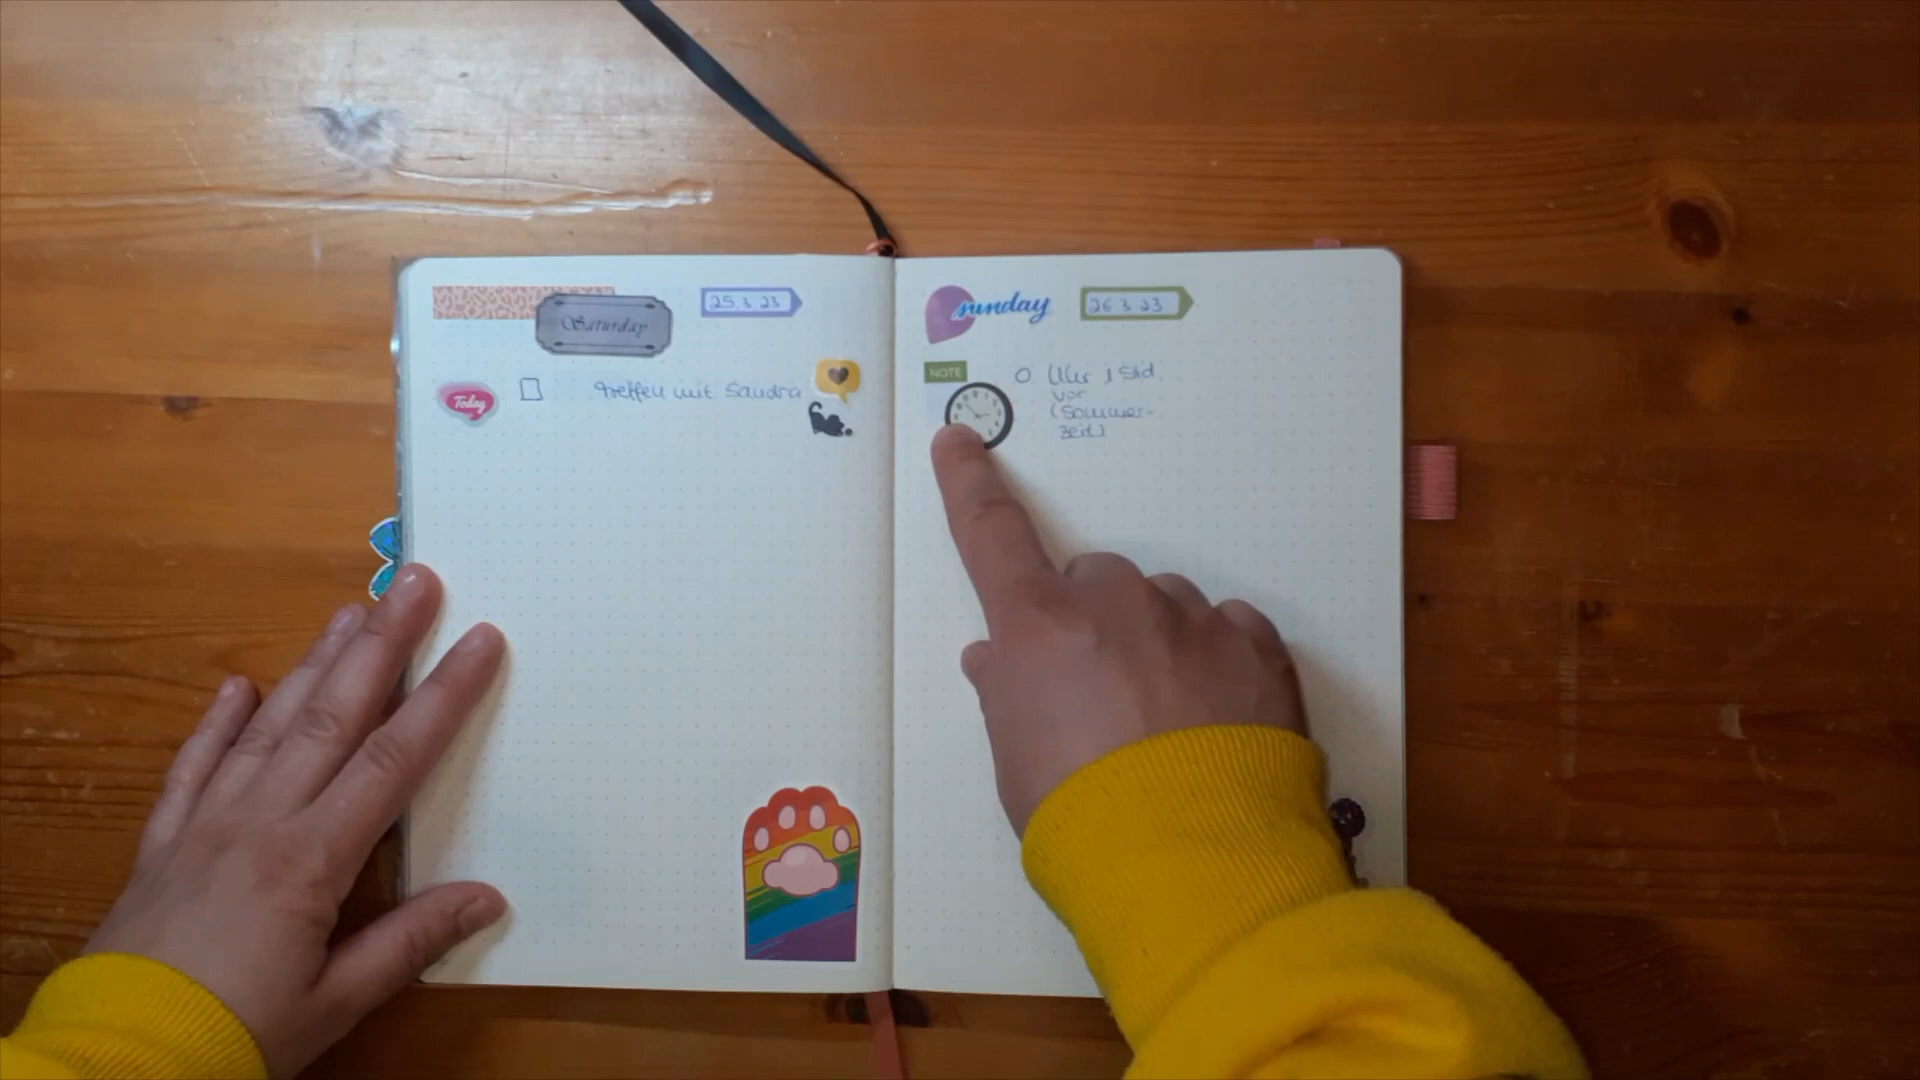 Saturday
25.3.23
Today
Treffen mit Sandra
sunday
26.3.23
NOTE
Uhr 1 Std.
vor
(Sommer-
zeit)